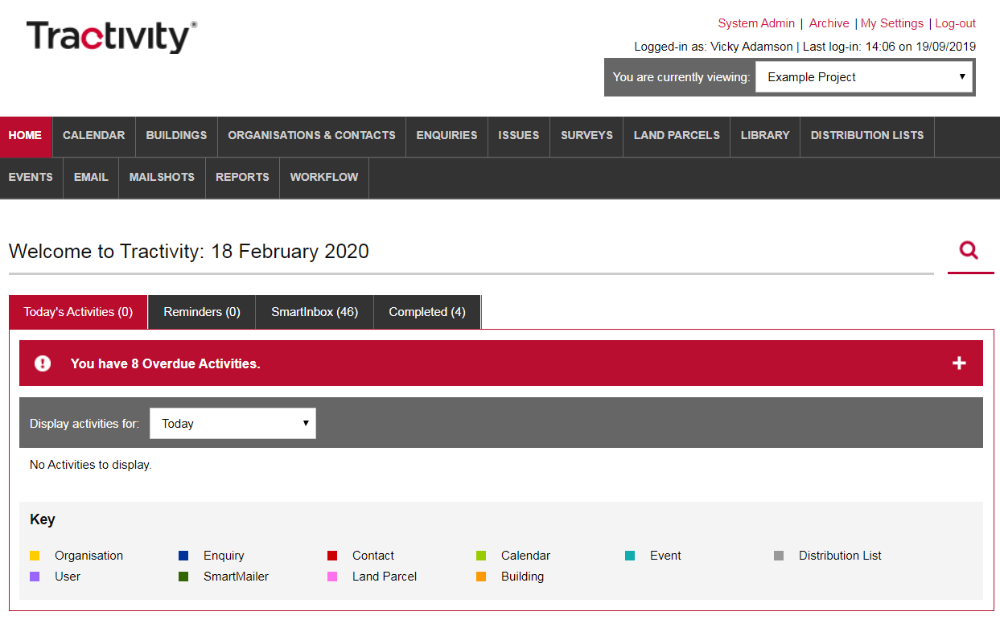 Tractivity®
System Admin | Archive | My Settings | Log-out
Logged-in as: Vicky Adamson | Last log-in: 14:06 on 19/09/2019
You are currently viewing: Example Project
HOME CALENDAR BUILDINGS ORGANISATIONS & CONTACTS ENQUIRIES ISSUES SURVEYS LAND PARCELS LIBRARY DISTRIBUTION LISTS
EVENTS EMAIL MAILSHOTS REPORTS WORKFLOW
Welcome to Tractivity: 18 February 2020
Today's Activities (0) Reminders (0) SmartInbox (46) Completed (4)
You have 8 Overdue Activities.
Display activities for: Today
No Activities to display.
Key
Organisation Enquiry Contact Calendar Event Distribution List
User SmartMailer Land Parcel Building